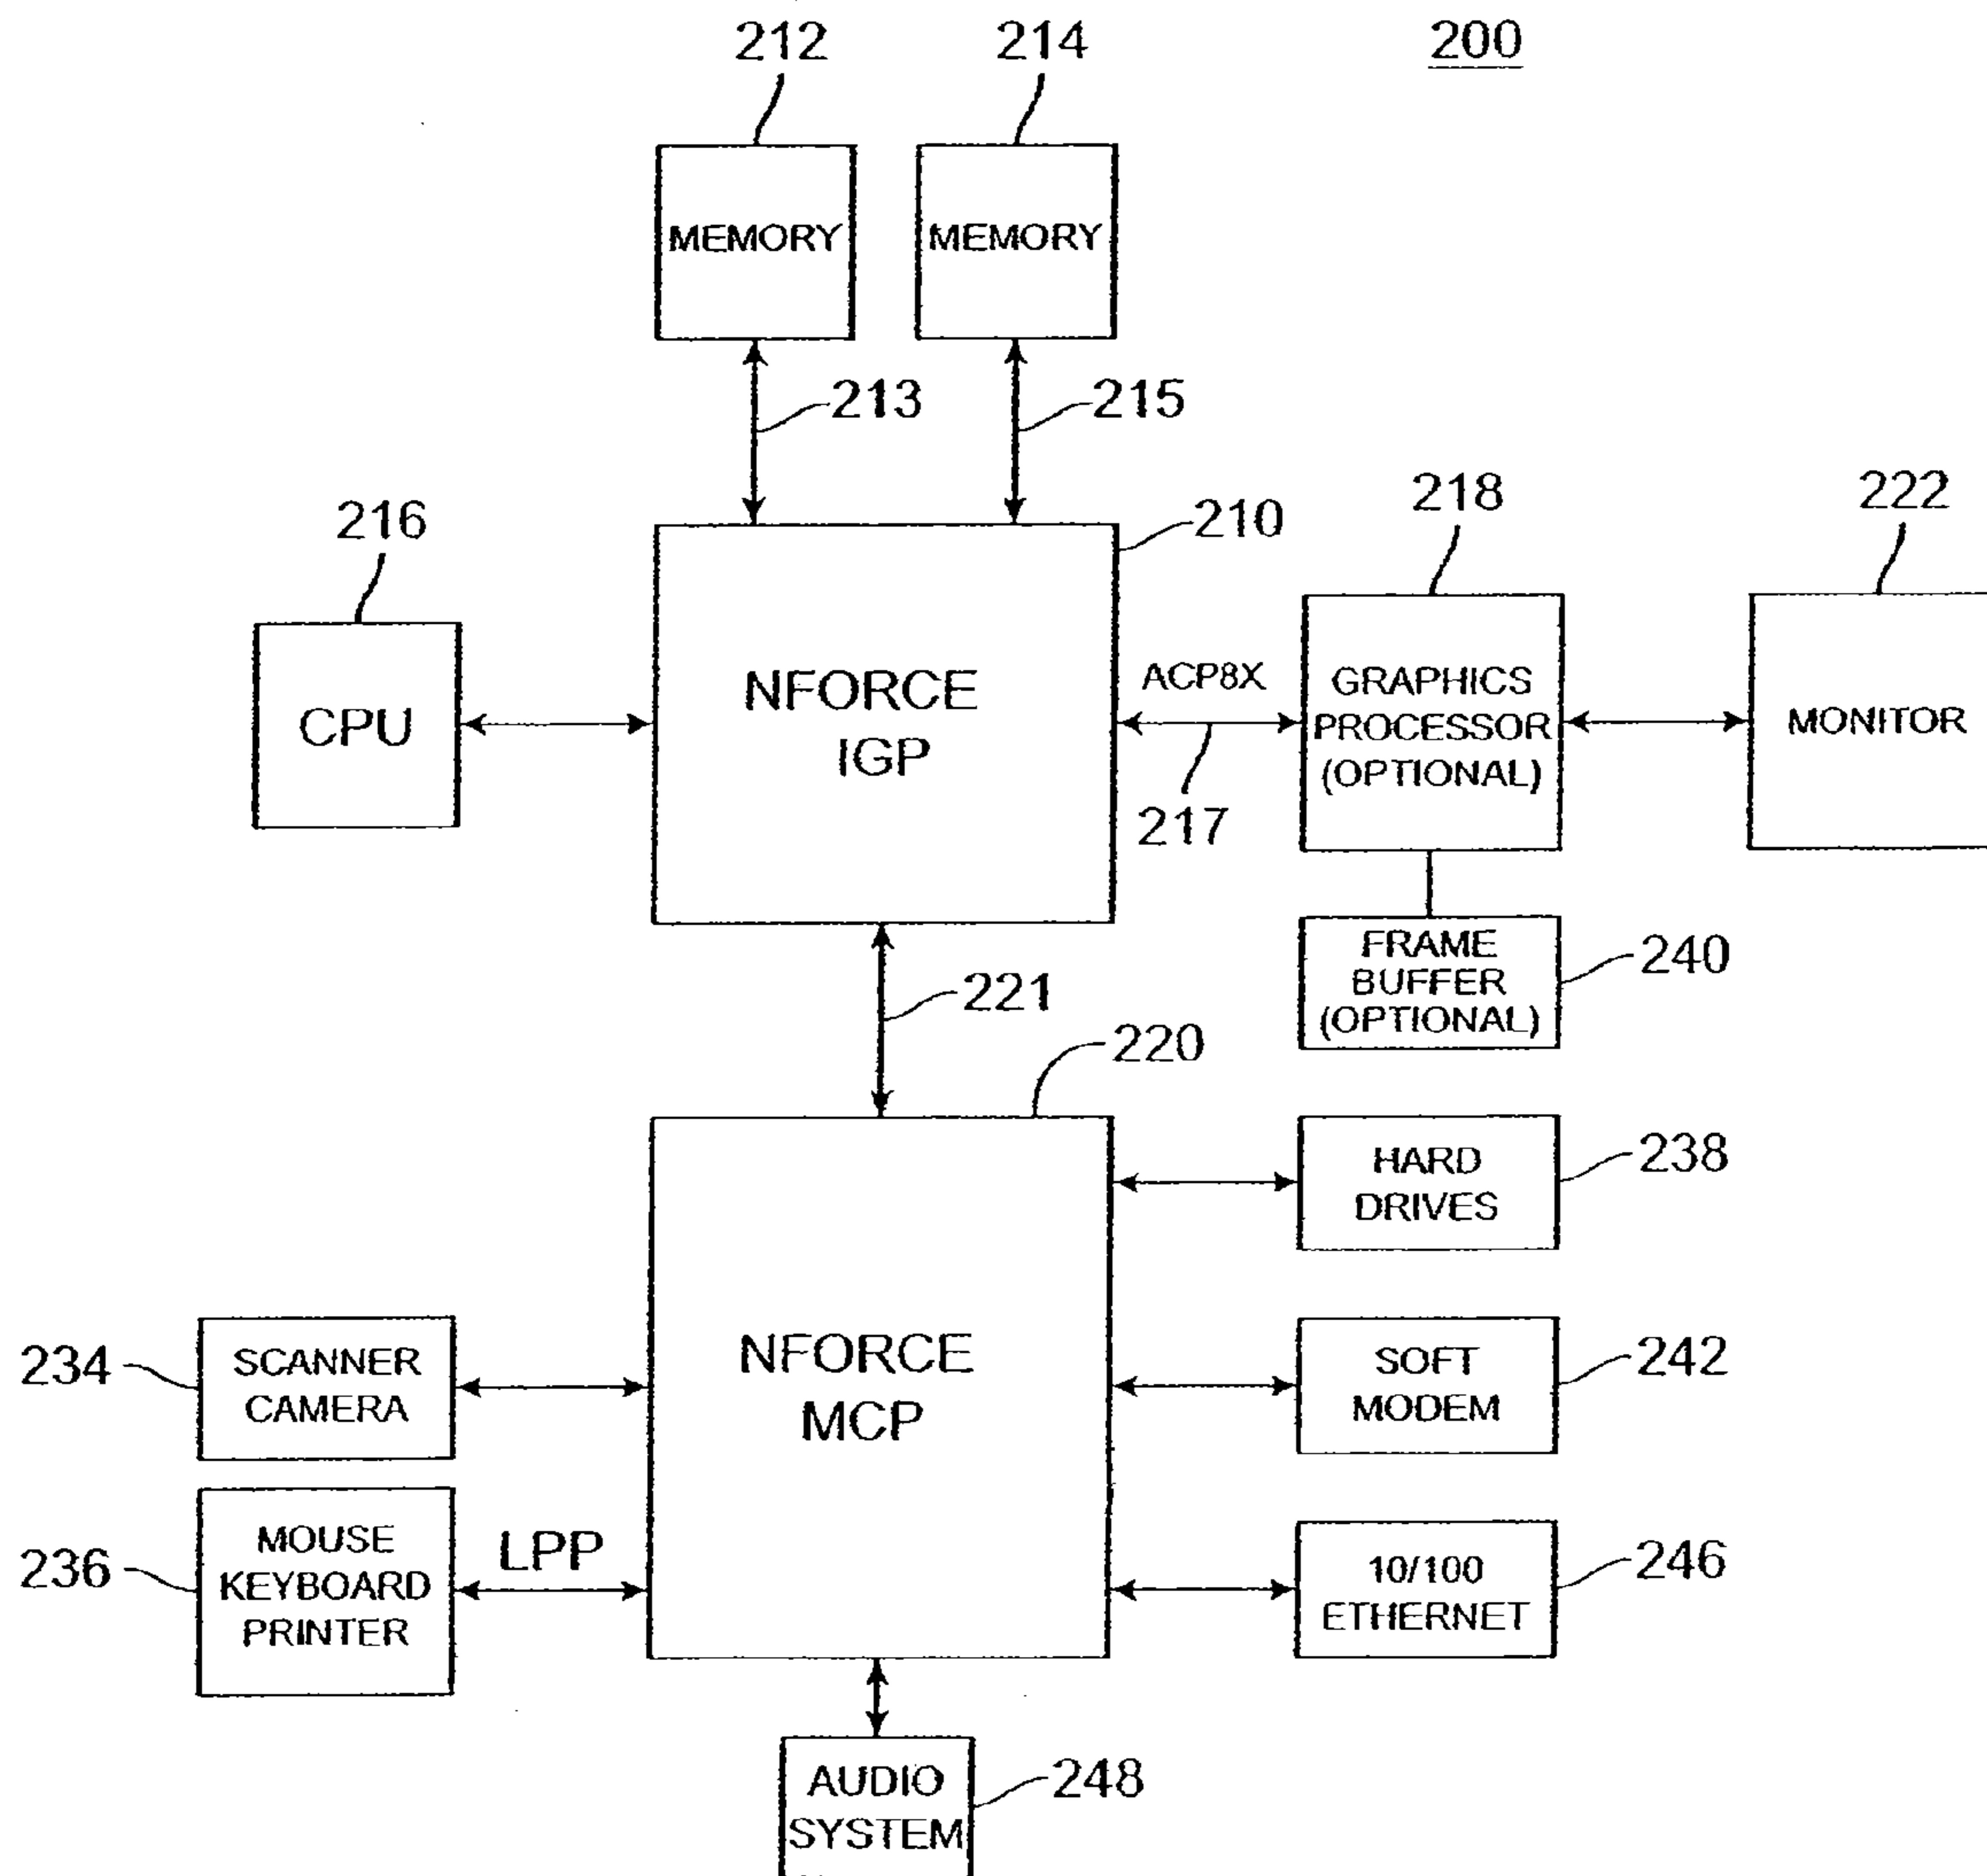 212
214
200
MEMORY
MEMORY
213
215
216
210
218
222
CPU
NFORCE
IGP
ACP8X
217
GRAPHICS
PROCESSOR
(OPTIONAL)
MONITOR
FRAME
BUFFER
(OPTIONAL)
240
221
220
HARD
DRIVES
238
NFORCE
MCP
234
SCANNER
CAMERA
SOFT
MODEM
242
236
MOUSE
KEYBOARD
PRINTER
LPP
10/100
ETHERNET
246
AUDIO
SYSTEM
248